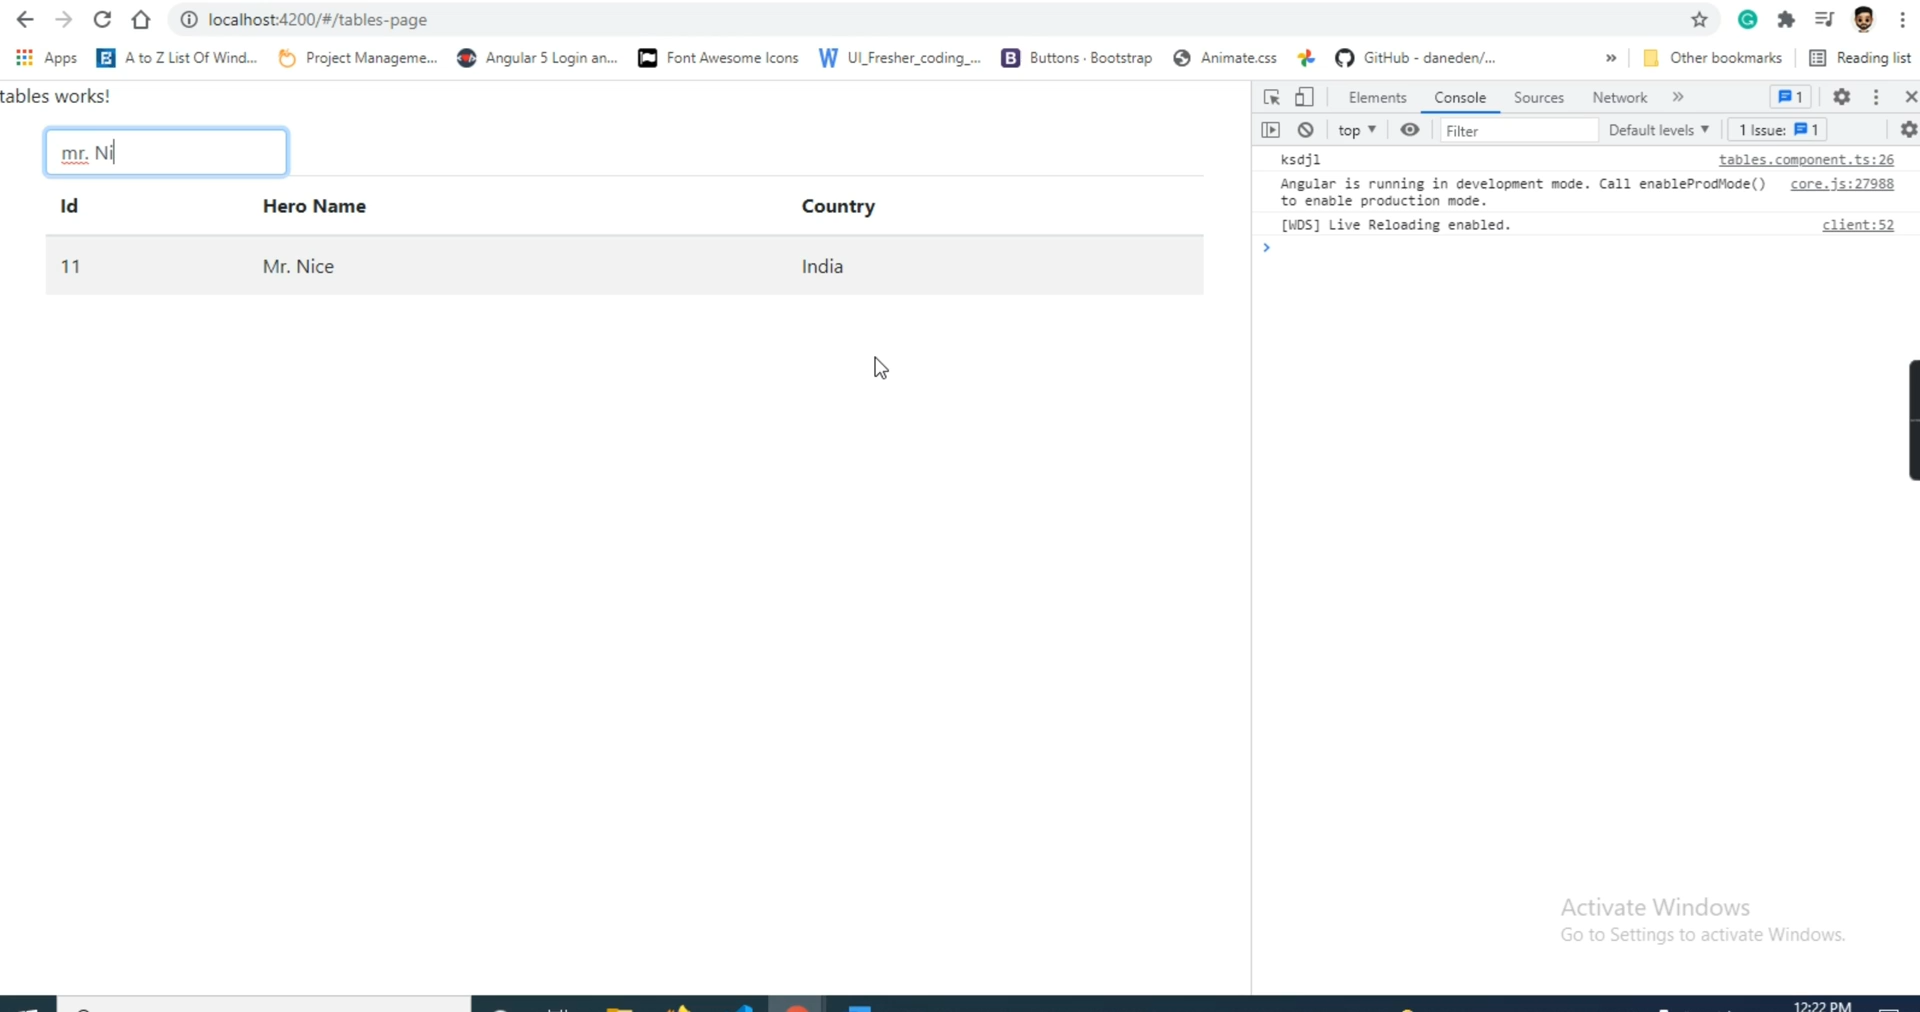 localhost:4200/#/tables-page
Apps A to Z List Of Wind... Project Manageme... Angular 5 Login an... Font Awesome Icons UI_Fresher_coding_... Buttons · Bootstrap Animate.css GitHub - daneden/... » Other bookmarks Reading list
tables works!
mr. Ni
Id Hero Name Country
11 Mr. Nice India
Elements Console Sources Network » 1
top Filter Default levels 1 Issue: 1
ksdjl tables.component.ts:26
Angular is running in development mode. Call enableProdMode() core.js:27988
to enable production mode.
[WDS] Live Reloading enabled. client:52
Activate Windows
Go to Settings to activate Windows.
12:22 PM